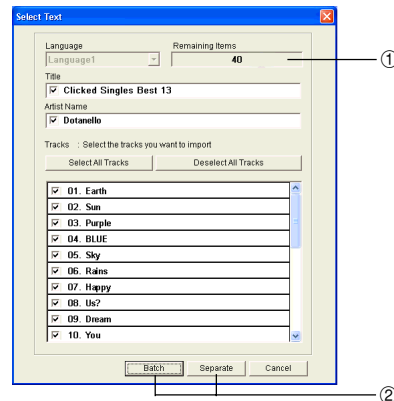 Select Text
Language Remaining Items
Language1 40
①
Title
Clicked Singles Best 13
Artist Name
Dotanello
Tracks : Select the tracks you want to import
Select All Tracks Deselect All Tracks
01. Earth
02. Sun
03. Purple
04. BLUE
05. Sky
06. Rains
07. Happy
08. Us?
09. Dream
10. You
Batch Separate Cancel
②